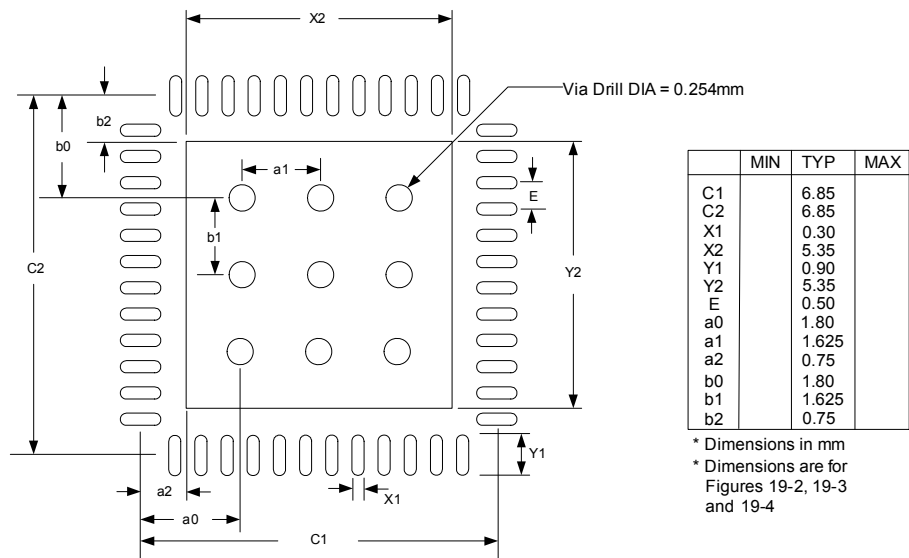 X2
Via Drill DIA = 0.254mm
b2
b0
a1
E
b1
C2
Y2
Y1
X1
a2
a0
C1
MIN TYP MAX
C1 6.85
C2 6.85
X1 0.30
X2 5.35
Y1 0.90
Y2 5.35
E 0.50
a0 1.80
a1 1.625
a2 0.75
b0 1.80
b1 1.625
b2 0.75
* Dimensions in mm
* Dimensions are for
Figures 19-2, 19-3
and 19-4